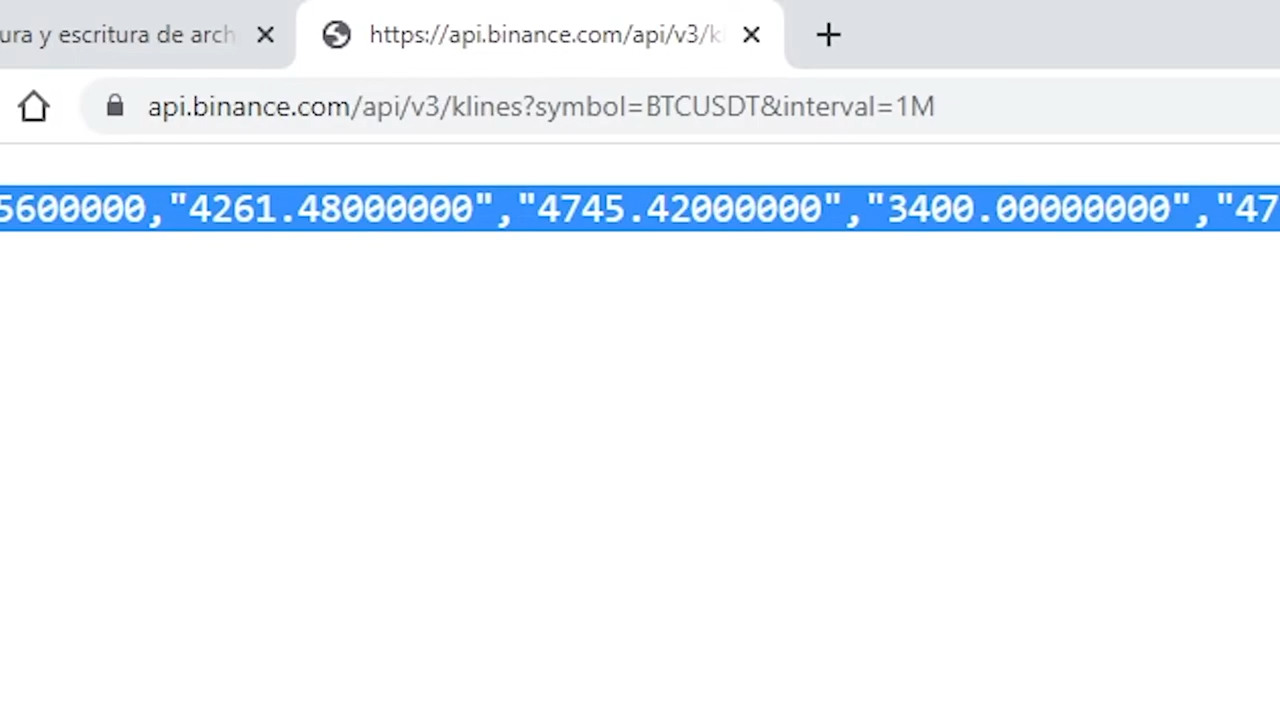 ura y escritura de arch
https://api.binance.com/api/v3/kl
api.binance.com/api/v3/klines?symbol=BTCUSDT&interval=1M
5600000,"4261.48000000","4745.42000000","3400.00000000","47